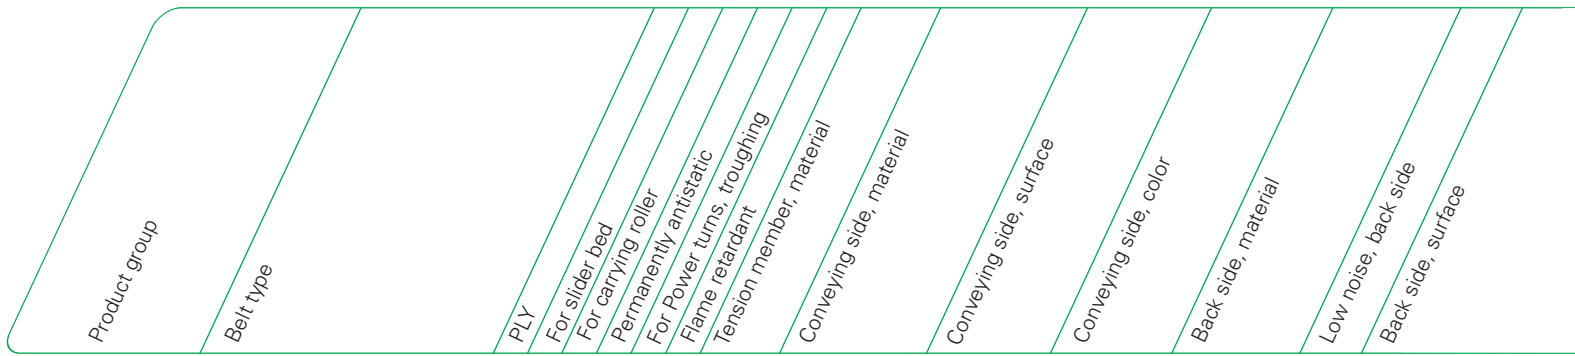 Product group
Belt type
PLY
For slider bed
For carrying roller
Permanently antistatic
For Power turns, troughing
Flame retardant
Tension member, material
Conveying side, material
Conveying side, surface
Conveying side, color
Back side, material
Low noise, back side
Back side, surface